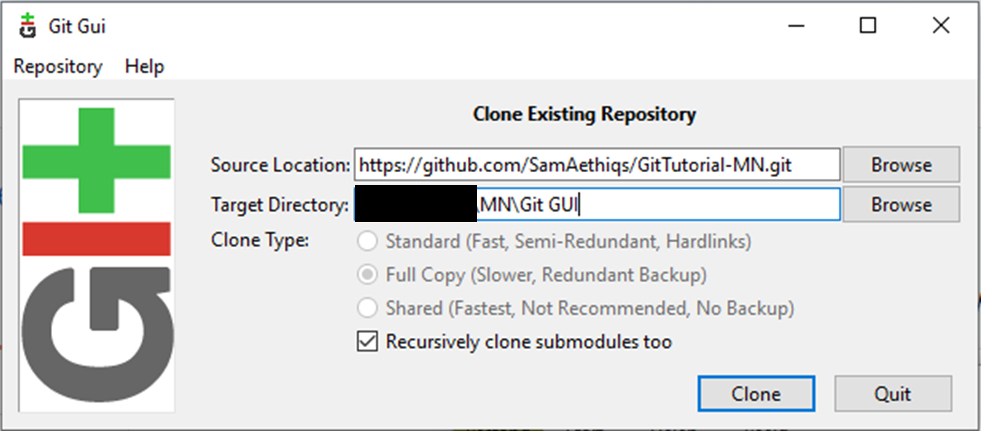 Git Gui
Repository Help
Clone Existing Repository
Source Location: https://github.com/SamAethiqs/GitTutorial-MN.git Browse
Target Directory: \MN\Git GUI Browse
Clone Type: Standard (Fast, Semi-Redundant, Hardlinks)
Full Copy (Slower, Redundant Backup)
Shared (Fastest, Not Recommended, No Backup)
Recursively clone submodules too
Clone Quit